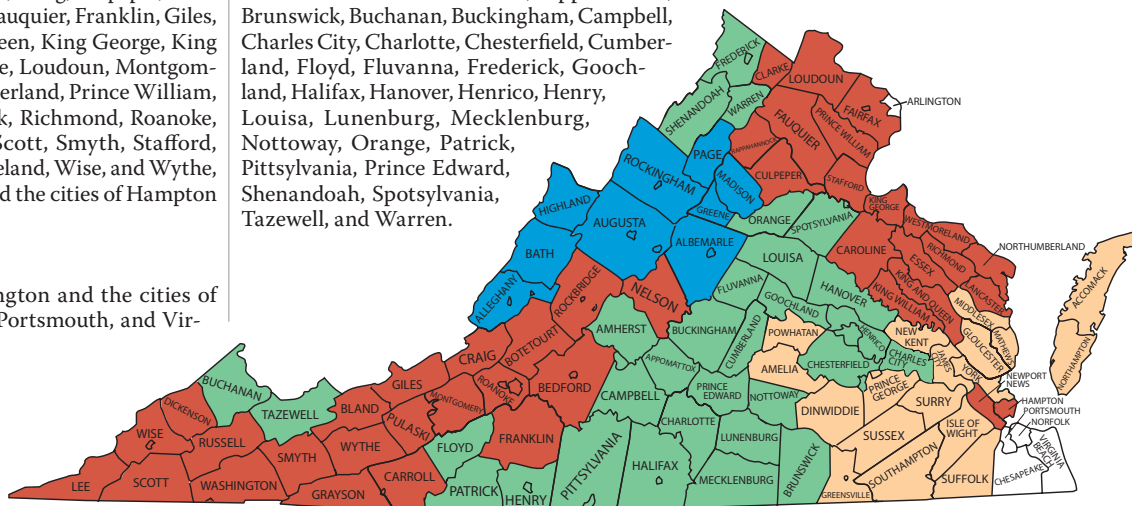 auquier, Franklin, Giles,
een, King George, King
e, Loudoun, Montgom-
erland, Prince William,
k, Richmond, Roanoke,
Scott, Smyth, Stafford,
eland, Wise, and Wythe,
d the cities of Hampton
ngton and the cities of
Portsmouth, and Vir-
Brunswick, Buchanan, Buckingham, Campbell,
Charles City, Charlotte, Chesterfield, Cumber-
land, Floyd, Fluvanna, Frederick, Gooch-
land, Halifax, Hanover, Henrico, Henry,
Louisa, Lunenburg, Mecklenburg,
Nottoway, Orange, Patrick,
Pittsylvania, Prince Edward,
Shenandoah, Spotsylvania,
Tazewell, and Warren.
FREDERICK
CLARKE
LOUDOUN
SHENANDOAH
WARREN
FAUQUIER
FAIRFAX
ARLINGTON
PRINCE WILLIAM
RAPPAHANNOCK
PAGE
ROCKINGHAM
MADISON
CULPEPER
STAFFORD
HIGHLAND
GREENE
KING
GEORGE
AUGUSTA
ORANGE
SPOTSYLVANIA
WESTMORELAND
BATH
ALBEMARLE
CAROLINE
NORTHUMBERLAND
RICHMOND
ESSEX
LOUISA
ALLEGHANY
ROCKBRIDGE
NELSON
FLUVANNA
HANOVER
KING AND QUEEN
KING WILLIAM
LANCASTER
ACCOMACK
GOOCHLAND
MIDDLESEX
AMHERST
BUCKINGHAM
CUMBERLAND
POWHATAN
HENRICO
NEW
KENT
GLOUCESTER
MATHEWS
CRAIG
BOTETOURT
APPOMATTOX
AMELIA
CHESTERFIELD
CHARLES
CITY
JAMES
CITY
YORK
NORTHAMPTON
BUCHANAN
GILES
ROANOKE
BEDFORD
PRINCE
EDWARD
NOTTOWAY
PRINCE
GEORGE
NEWPORT
NEWS
DICKENSON
TAZEWELL
BLAND
MONTGOMERY
CAMPBELL
DINWIDDIE
SURRY
HAMPTON
PORTSMOUTH
NORFOLK
WISE
RUSSELL
PULASKI
CHARLOTTE
LUNENBURG
SUSSEX
ISLE OF
WIGHT
VIRGINIA
BEACH
SMYTH
WYTHE
FLOYD
FRANKLIN
PITTSYLVANIA
HALIFAX
BRUNSWICK
SOUTHAMPTON
LEE
SCOTT
WASHINGTON
GRAYSON
CARROLL
PATRICK
HENRY
MECKLENBURG
GREENSVILLE
SUFFOLK
CHESAPEAKE